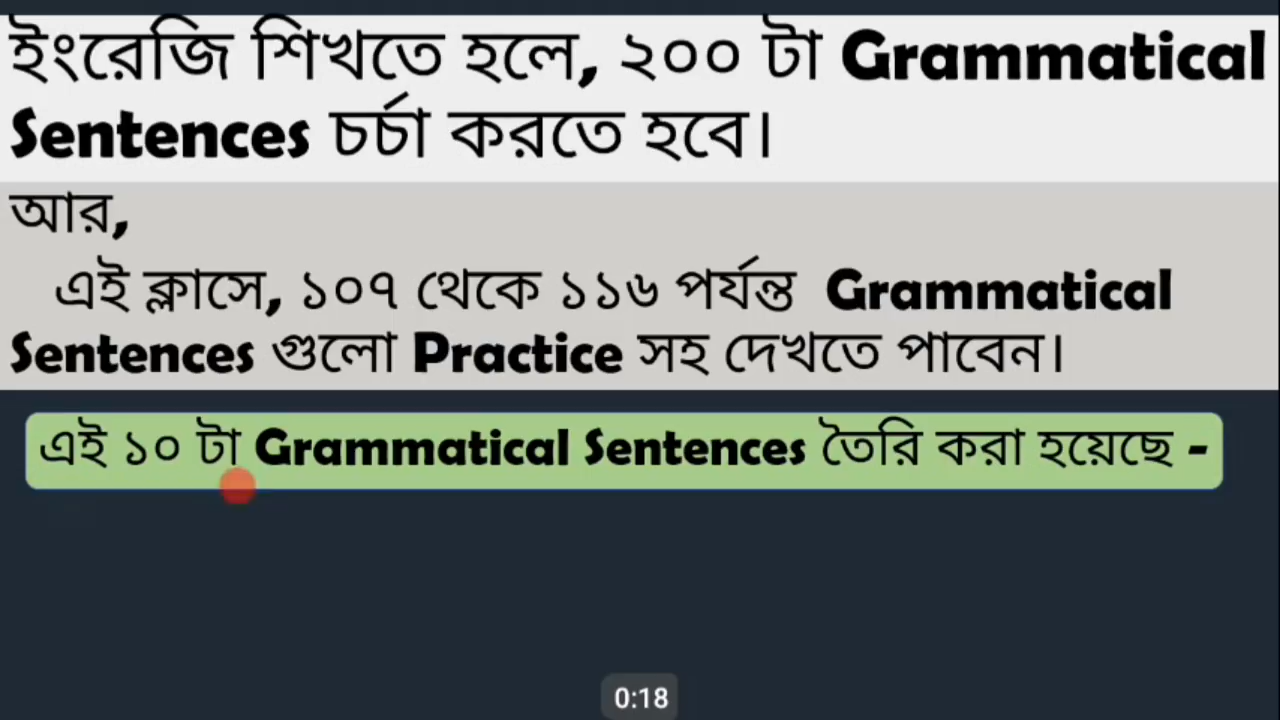 ইংরেজি শিখতে হলে, ২০০ টা Grammatical
Sentences চর্চা করতে হবে।
আর,
এই ক্লাসে, ১০৭ থেকে ১১৬ পর্যন্ত Grammatical
Sentences গুলো Practice সহ দেখতে পাবেন।
এই ১০ টা Grammatical Sentences তৈরি করা হয়েছে -
0:18